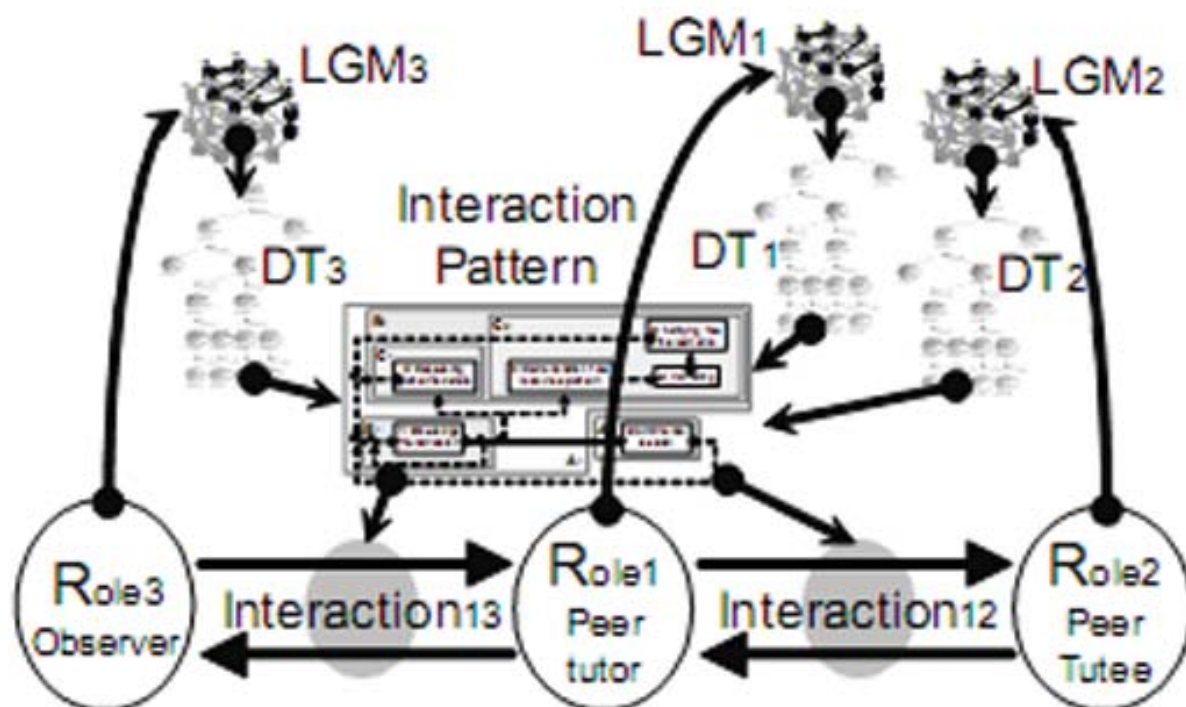 LGM1
LGM3
LGM2
Interaction
Pattern
DT3
DT1
DT2
Role3
Observer
Interaction13
Role1
Peer
tutor
Interaction12
Role2
Peer
Tutee